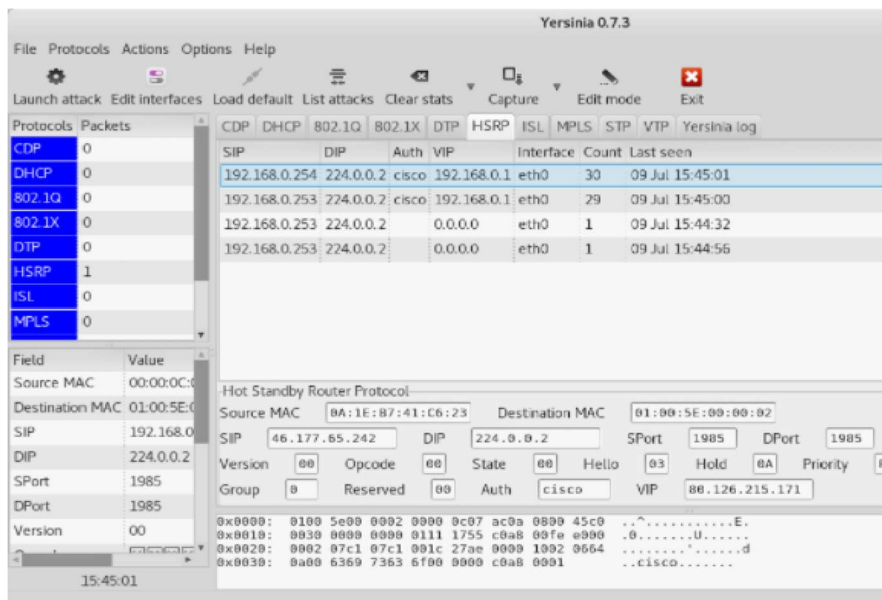 Yersinia 0.7.3
File Protocols Actions Options Help
Launch attack Edit interfaces Load default List attacks Clear stats Capture Edit mode Exit
Protocols Packets
CDP 0
DHCP 0
802.1Q 0
802.1X 0
DTP 0
HSRP 1
ISL 0
MPLS 0
CDP DHCP 802.1Q 802.1X DTP HSRP ISL MPLS STP VTP Yersinia log
SIP DIP Auth VIP Interface Count Last seen
192.168.0.254 224.0.0.2 cisco 192.168.0.1 eth0 30 09 Jul 15:45:01
192.168.0.253 224.0.0.2 cisco 192.168.0.1 eth0 29 09 Jul 15:45:00
192.168.0.253 224.0.0.2 0.0.0.0 eth0 1 09 Jul 15:44:32
192.168.0.253 224.0.0.2 0.0.0.0 eth0 1 09 Jul 15:44:56
Field Value
Source MAC 00:00:0C:0
Destination MAC 01:00:5E:0
SIP 192.168.0
DIP 224.0.0.2
SPort 1985
DPort 1985
Version 00
15:45:01
Hot Standby Router Protocol
Source MAC 0A:1E:87:41:C6:23 Destination MAC 01:00:5E:00:00:02
SIP 46.177.65.242 DIP 224.0.0.2 SPort 1985 DPort 1985
Version 00 Opcode 00 State 00 Hello 03 Hold 0A Priority
Group 0 Reserved 00 Auth cisco VIP 80.126.215.171
0x0000: 0100 5e00 0002 0000 0c07 ac0a 0800 45c0 ..^...........E.
0x0010: 0030 0000 0000 0111 1755 c0a8 00fe e000 .0.......U......
0x0020: 0002 07c1 07c1 001c 27ae 0000 1002 0664 ........'......d
0x0030: 0a00 6369 7363 6f00 0000 c0a8 0001 ..cisco.......